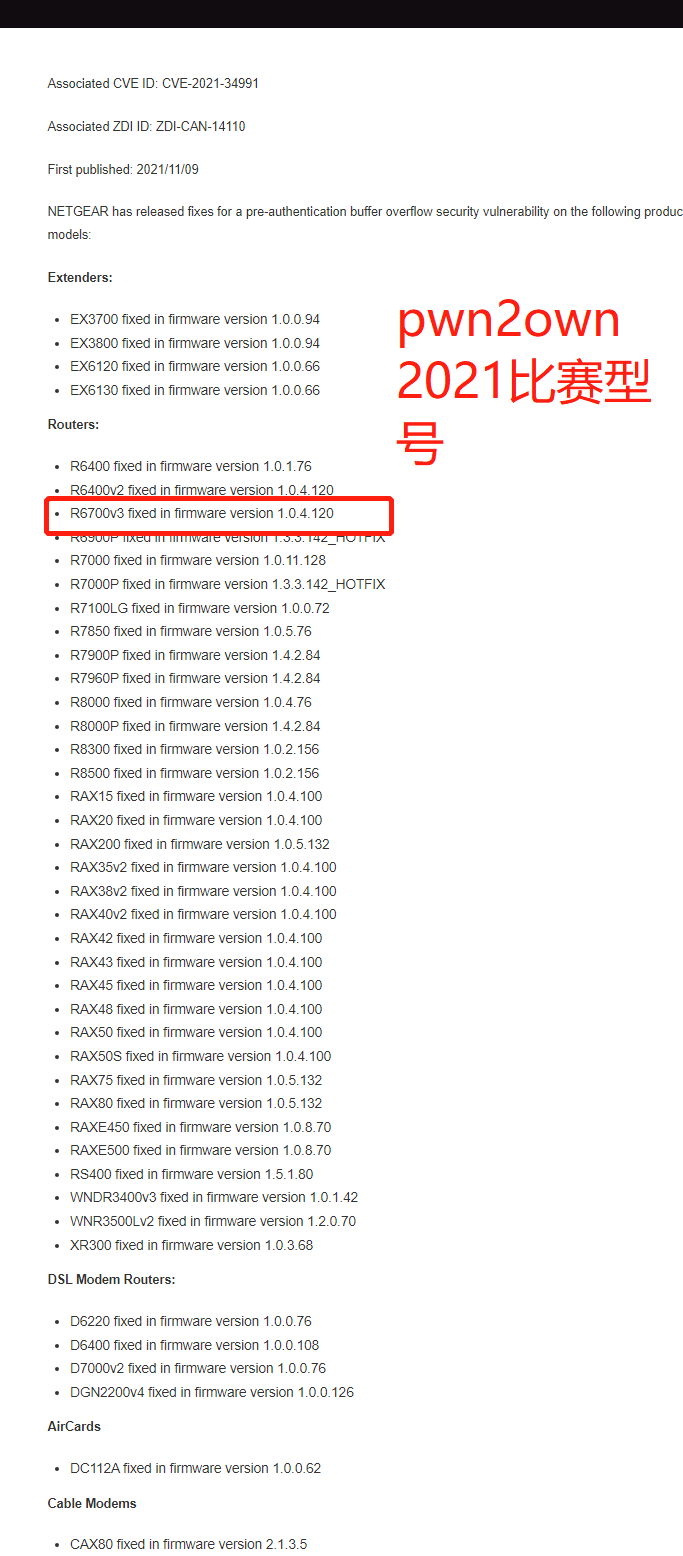 Associated CVE ID: CVE-2021-34991
Associated ZDI ID: ZDI-CAN-14110
First published: 2021/11/09
NETGEAR has released fixes for a pre-authentication buffer overflow security vulnerability on the following produc
models:
Extenders:
EX3700 fixed in firmware version 1.0.0.94
EX3800 fixed in firmware version 1.0.0.94
EX6120 fixed in firmware version 1.0.0.66
EX6130 fixed in firmware version 1.0.0.66
pwn2own
2021比赛型
号
Routers:
R6400 fixed in firmware version 1.0.1.76
R6400v2 fixed in firmware version 1.0.4.120
R6700v3 fixed in firmware version 1.0.4.120
R6900P fixed in firmware version 1.3.3.142_HOTFIX
R7000 fixed in firmware version 1.0.11.128
R7000P fixed in firmware version 1.3.3.142_HOTFIX
R7100LG fixed in firmware version 1.0.0.72
R7850 fixed in firmware version 1.0.5.76
R7900P fixed in firmware version 1.4.2.84
R7960P fixed in firmware version 1.4.2.84
R8000 fixed in firmware version 1.0.4.76
R8000P fixed in firmware version 1.4.2.84
R8300 fixed in firmware version 1.0.2.156
R8500 fixed in firmware version 1.0.2.156
RAX15 fixed in firmware version 1.0.4.100
RAX20 fixed in firmware version 1.0.4.100
RAX200 fixed in firmware version 1.0.5.132
RAX35v2 fixed in firmware version 1.0.4.100
RAX38v2 fixed in firmware version 1.0.4.100
RAX40v2 fixed in firmware version 1.0.4.100
RAX42 fixed in firmware version 1.0.4.100
RAX43 fixed in firmware version 1.0.4.100
RAX45 fixed in firmware version 1.0.4.100
RAX48 fixed in firmware version 1.0.4.100
RAX50 fixed in firmware version 1.0.4.100
RAX50S fixed in firmware version 1.0.4.100
RAX75 fixed in firmware version 1.0.5.132
RAX80 fixed in firmware version 1.0.5.132
RAXE450 fixed in firmware version 1.0.8.70
RAXE500 fixed in firmware version 1.0.8.70
RS400 fixed in firmware version 1.5.1.80
WNDR3400v3 fixed in firmware version 1.0.1.42
WNR3500Lv2 fixed in firmware version 1.2.0.70
XR300 fixed in firmware version 1.0.3.68
DSL Modem Routers:
D6220 fixed in firmware version 1.0.0.76
D6400 fixed in firmware version 1.0.0.108
D7000v2 fixed in firmware version 1.0.0.76
DGN2200v4 fixed in firmware version 1.0.0.126
AirCards
DC112A fixed in firmware version 1.0.0.62
Cable Modems
CAX80 fixed in firmware version 2.1.3.5